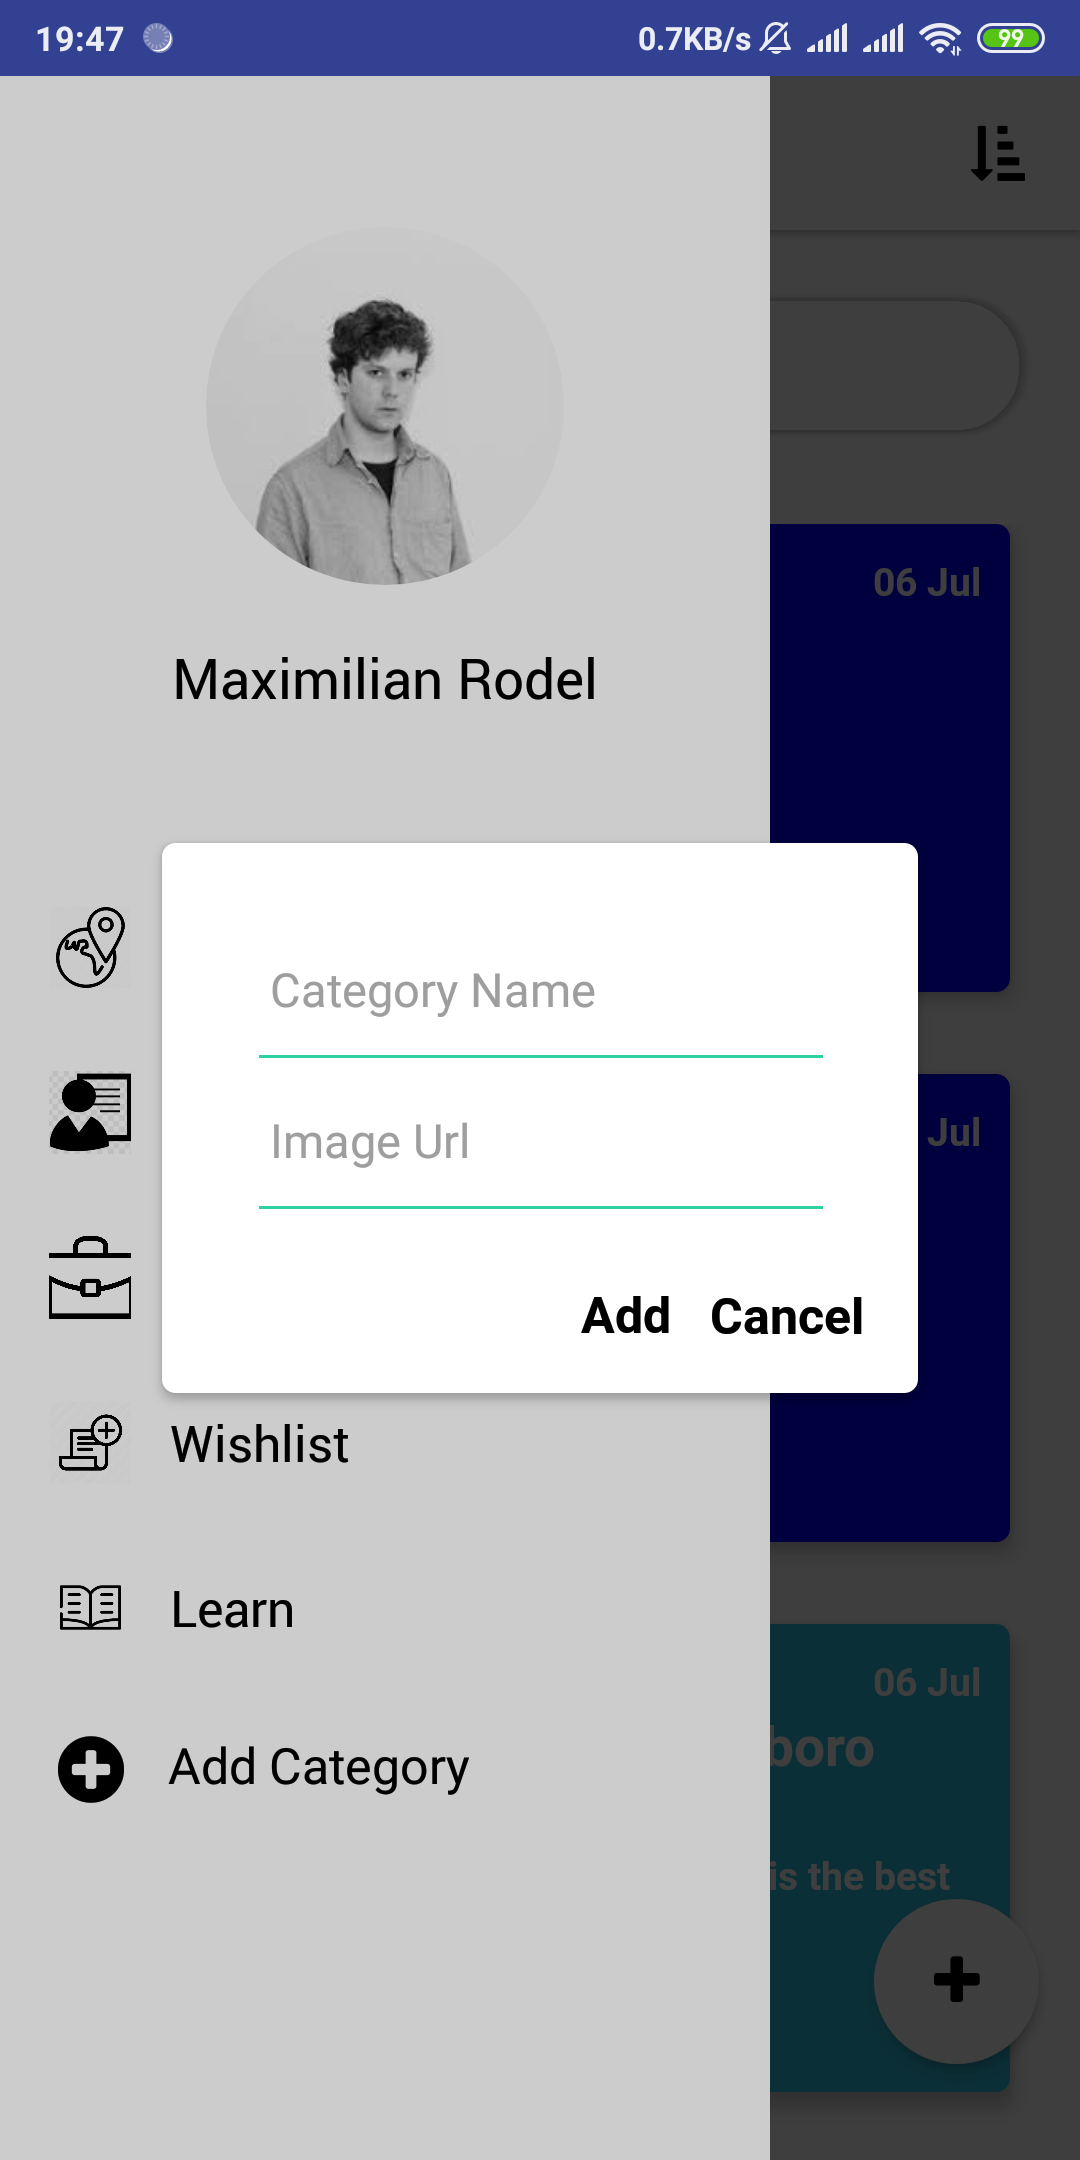 19:47
0.7KB/s
99
06 Jul
Maximilian Rodel
Category Name
Jul
Image Url
Add
Cancel
Wishlist
Learn
06 Jul
boro
Add Category
is the best